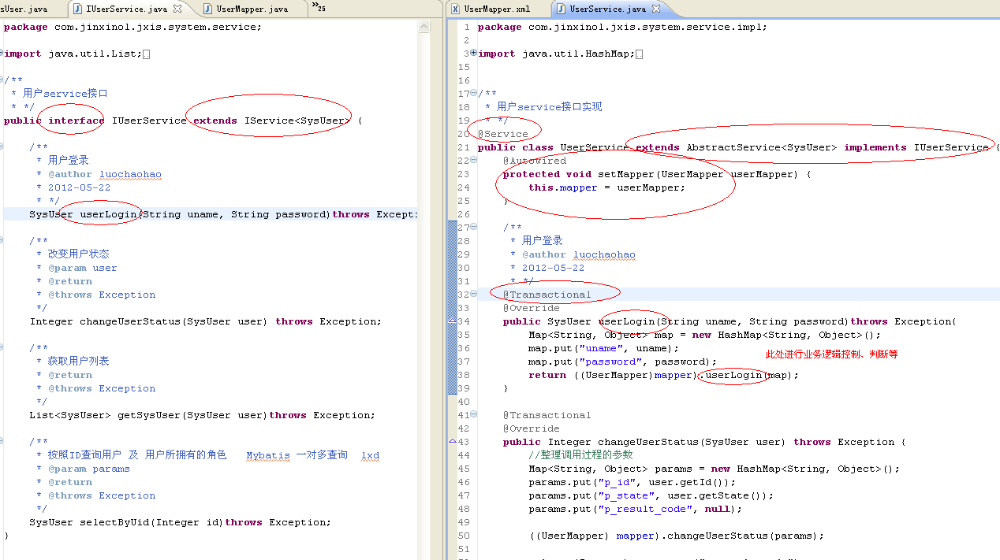 sUser.java
IUserService.java
UserMapper.java
»25
package com.jinxinol.jxis.system.service;
import java.util.List;
/**
* 用户service接口
* */
public interface IUserService extends IService<SysUser> {
/**
* 用户登录
* @author luochaohao
* 2012-05-22
* */
SysUser userLogin(String uname, String password)throws Excepti
/**
* 改变用户状态
* @param user
* @return
* @throws Exception
*/
Integer changeUserStatus(SysUser user) throws Exception;
/**
* 获取用户列表
* @return
* @throws Exception
*/
List<SysUser> getSysUser(SysUser user)throws Exception;
/**
* 按照ID查询用户 及 用户所拥有的角色 Mybatis 一对多查询 lxd
* @param params
* @return
* @throws Exception
*/
SysUser selectByUid(Integer id)throws Exception;
}
UserMapper.xml
UserService.java
1 package com.jinxinol.jxis.system.service.impl;
2
3 import java.util.HashMap;
15
16
17 /**
18 * 用户service接口实现
19 * */
20 @Service
21 public class UserService extends AbstractService<SysUser> implements IUserService {
22 @Autowired
23 protected void setMapper(UserMapper userMapper) {
24 this.mapper = userMapper;
25 }
26
27 /**
28 * 用户登录
29 * @author luochaohao
30 * 2012-05-22
31 * */
32 @Transactional
33 @Override
34 public SysUser userLogin(String uname, String password)throws Exception{
35 Map<String, Object> map = new HashMap<String, Object>();
36 map.put("uname", uname);
37 map.put("password", password);
此处进行业务逻辑控制、判断等
38 return ((UserMapper)mapper).userLogin(map);
39 }
40
41 @Transactional
42 @Override
43 public Integer changeUserStatus(SysUser user) throws Exception {
44 //整理调用过程的参数
45 Map<String, Object> params = new HashMap<String, Object>();
46 params.put("p_id", user.getId());
47 params.put("p_state", user.getState());
48 params.put("p_result_code", null);
49
50 ((UserMapper) mapper).changeUserStatus(params);
51